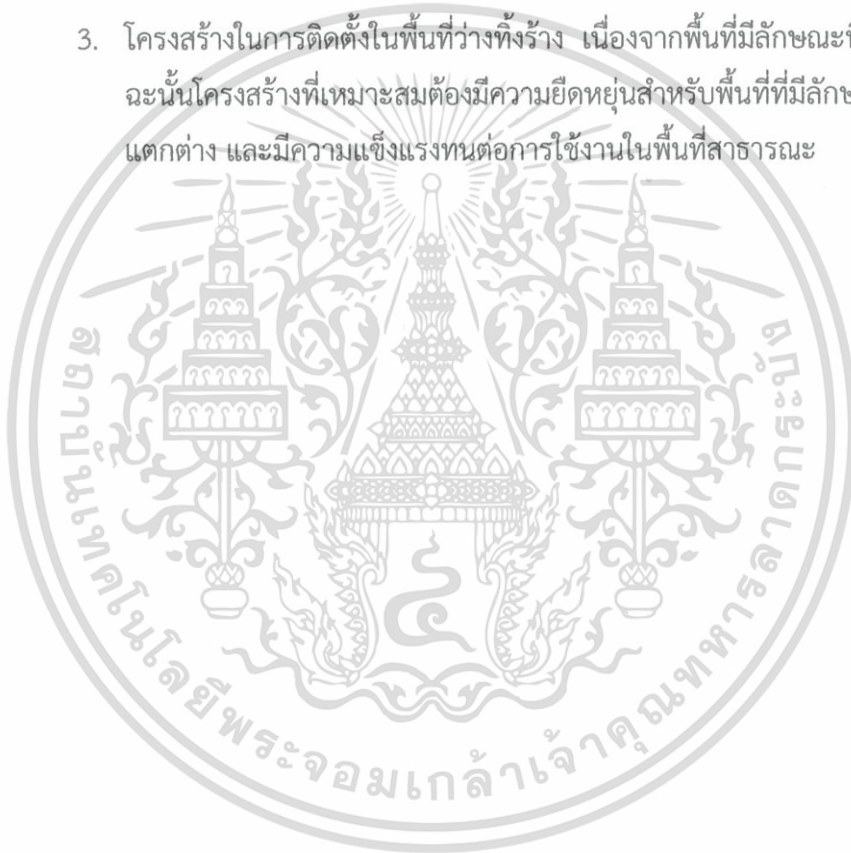 3. โครงสร้างในการติดตั้งในพื้นที่ว่างทิ้งร้าง เนื่องจากพื้นที่มีลักษณะ
ฉะนั้นโครงสร้างที่เหมาะสมต้องมีความยืดหยุ่นสำหรับพื้นที่ที่มี
แตกต่าง และมีความแข็งแรงทนต่อการใช้งานในพื้นที่สาธารณะ
สถาบันเทคโนโลยีพระจอมเกล้าเจ้าคุณทหารลาดกระบัง
๔